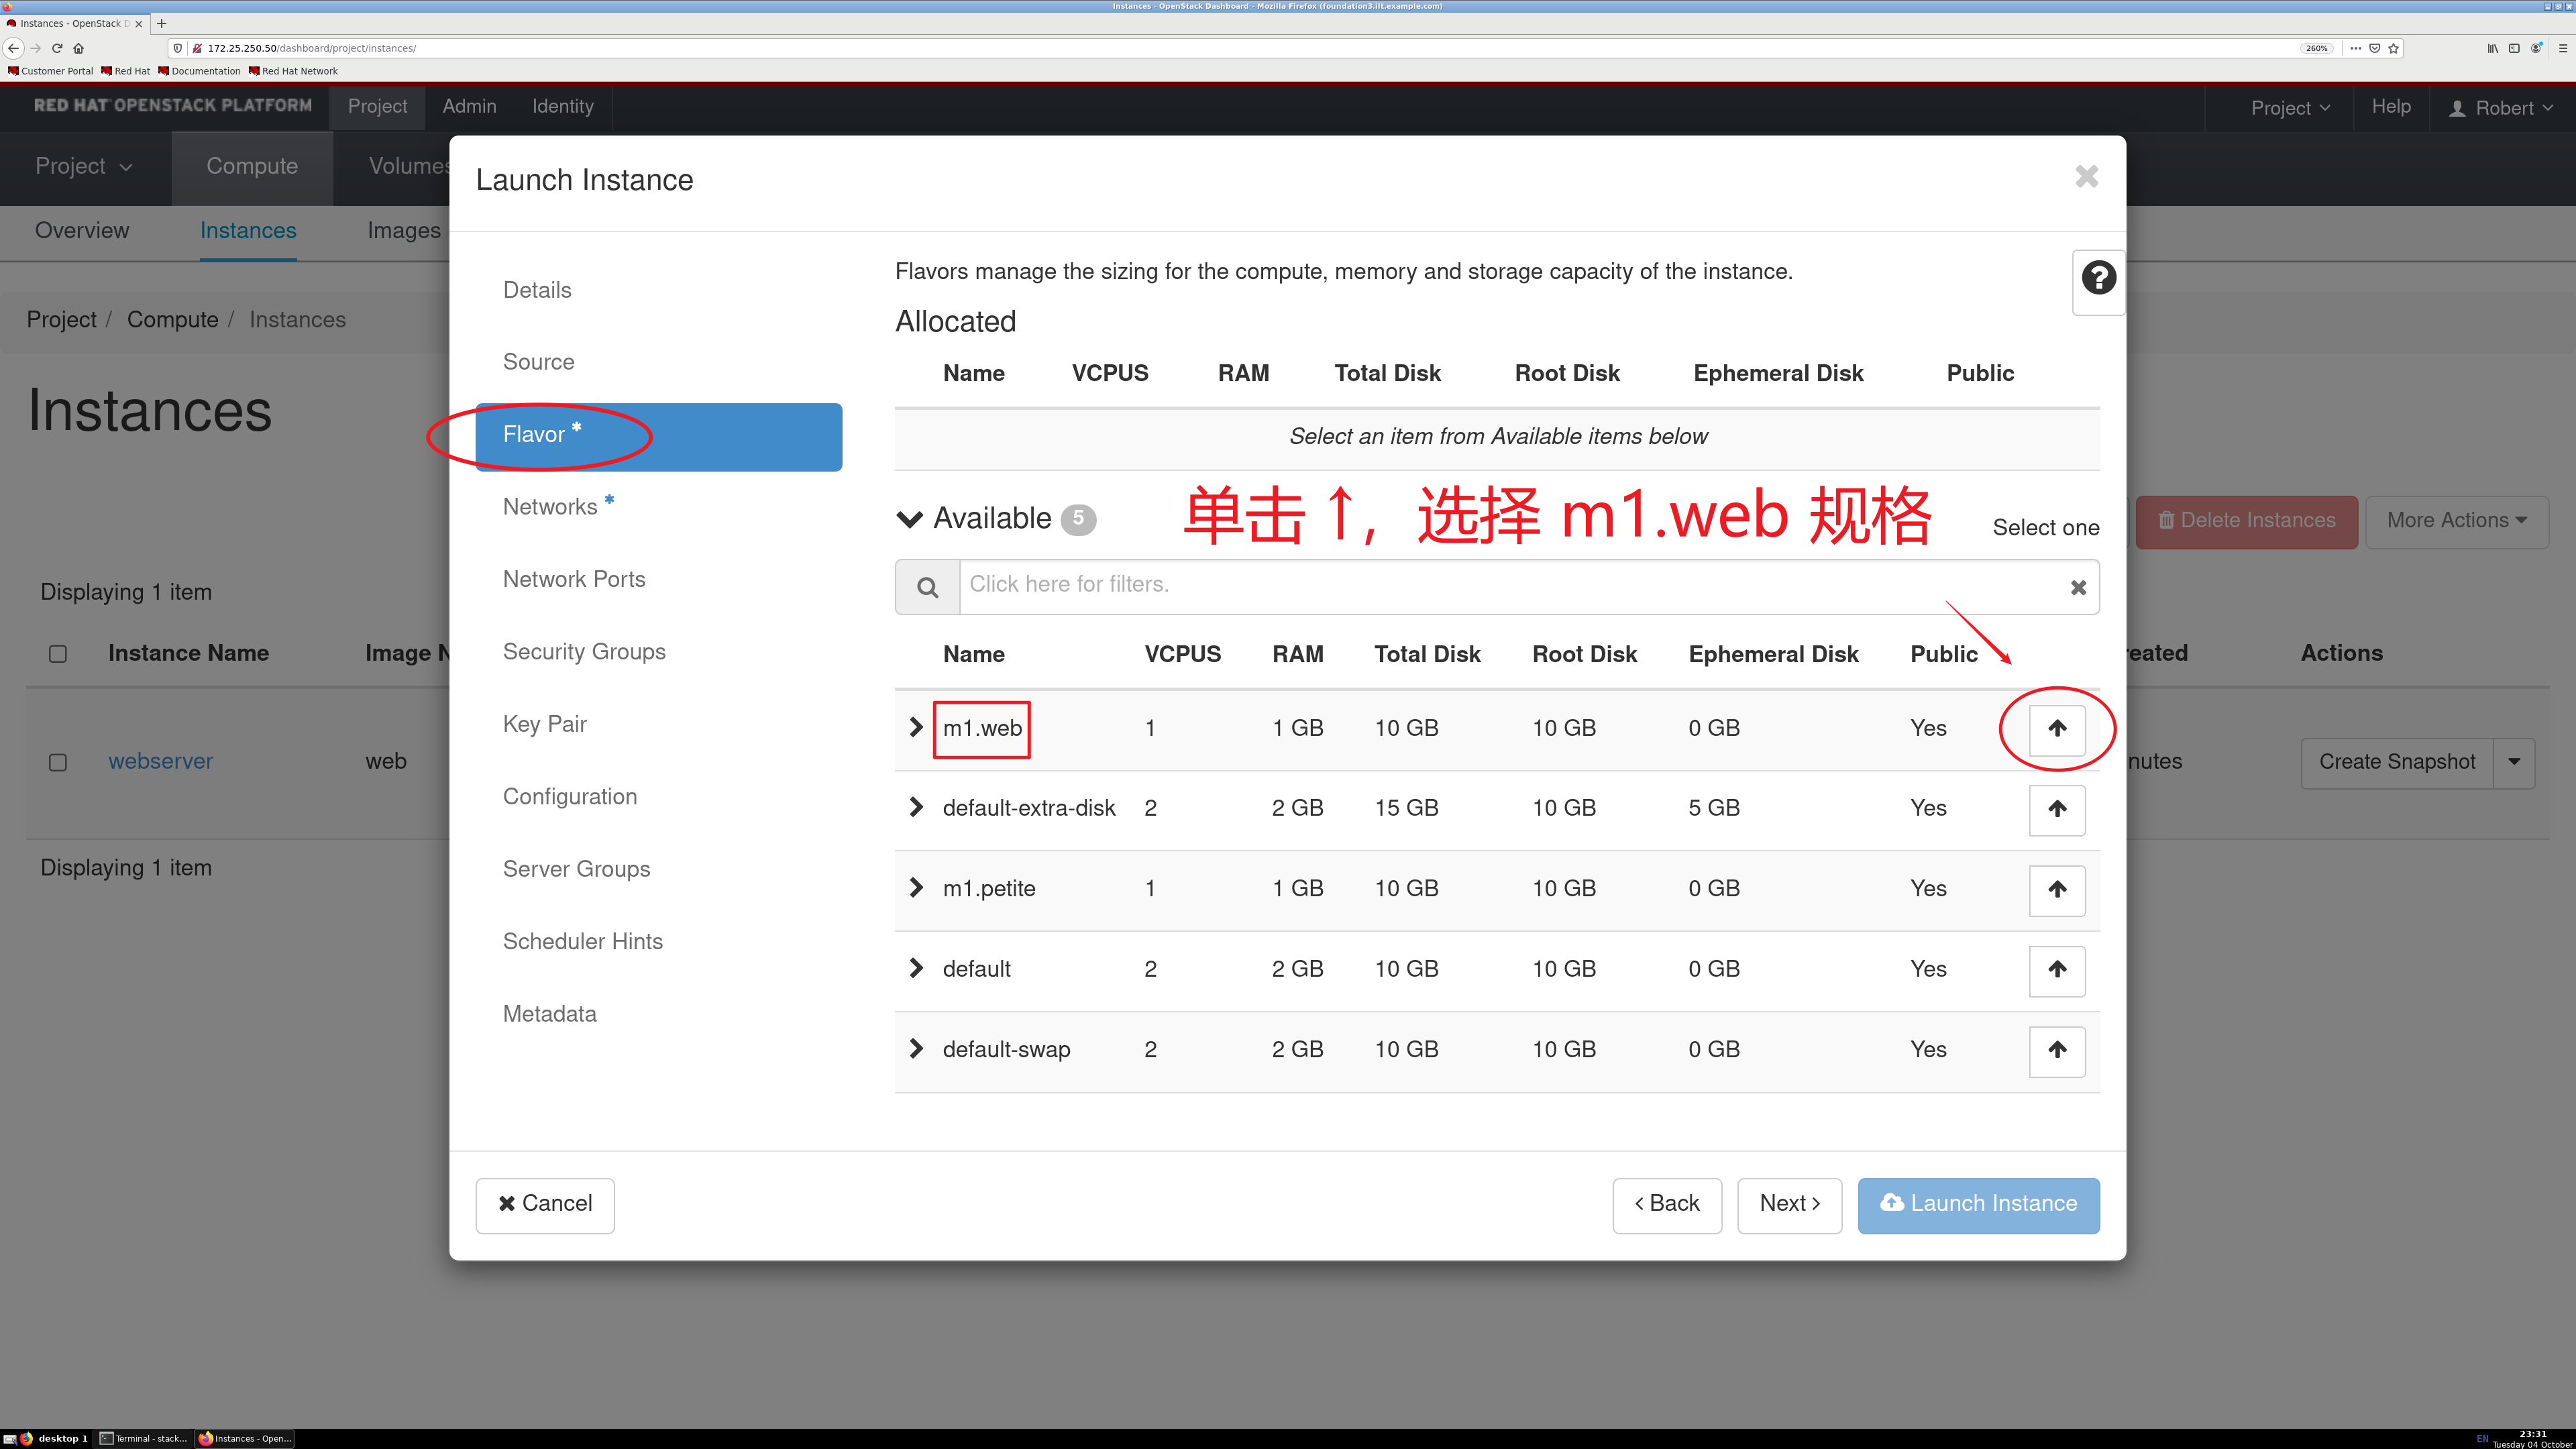 Instances - OpenStack Dashboard - Mozilla Firefox (foundation3.ilt.example.com)
Instances - OpenStack D
172.25.250.50/dashboard/project/instances/
260%
Customer Portal Red Hat Documentation Red Hat Network
RED HAT OPENSTACK PLATFORM Project Admin Identity Project Help Robert
Project Compute Volumes
Overview Instances Images
Project / Compute / Instances
Instances
Delete Instances More Actions
Displaying 1 item
Instance Name Image N eated Actions
webserver web nutes Create Snapshot
Displaying 1 item
Launch Instance
Details
Source
Flavor *
Networks *
Network Ports
Security Groups
Key Pair
Configuration
Server Groups
Scheduler Hints
Metadata
Flavors manage the sizing for the compute, memory and storage capacity of the instance.
Allocated
Name VCPUS RAM Total Disk Root Disk Ephemeral Disk Public
Select an item from Available items below
Available 5
单击 ↑, 选择 m1.web 规格
Select one
Click here for filters.
Name VCPUS RAM Total Disk Root Disk Ephemeral Disk Public
m1.web 1 1 GB 10 GB 10 GB 0 GB Yes
default-extra-disk 2 2 GB 15 GB 10 GB 5 GB Yes
m1.petite 1 1 GB 10 GB 10 GB 0 GB Yes
default 2 2 GB 10 GB 10 GB 0 GB Yes
default-swap 2 2 GB 10 GB 10 GB 0 GB Yes
Cancel < Back Next > Launch Instance
desktop 1 Terminal - stack... Instances - Open... EN 23:31
Tuesday 04 October